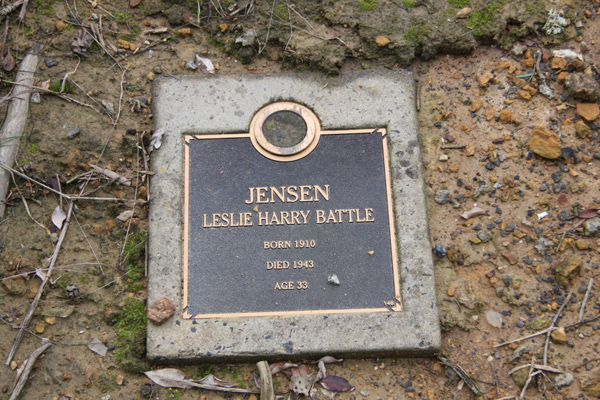 JENSEN
LESLIE HARRY BATTLE
BORN 1910
DIED 1943
AGE 33